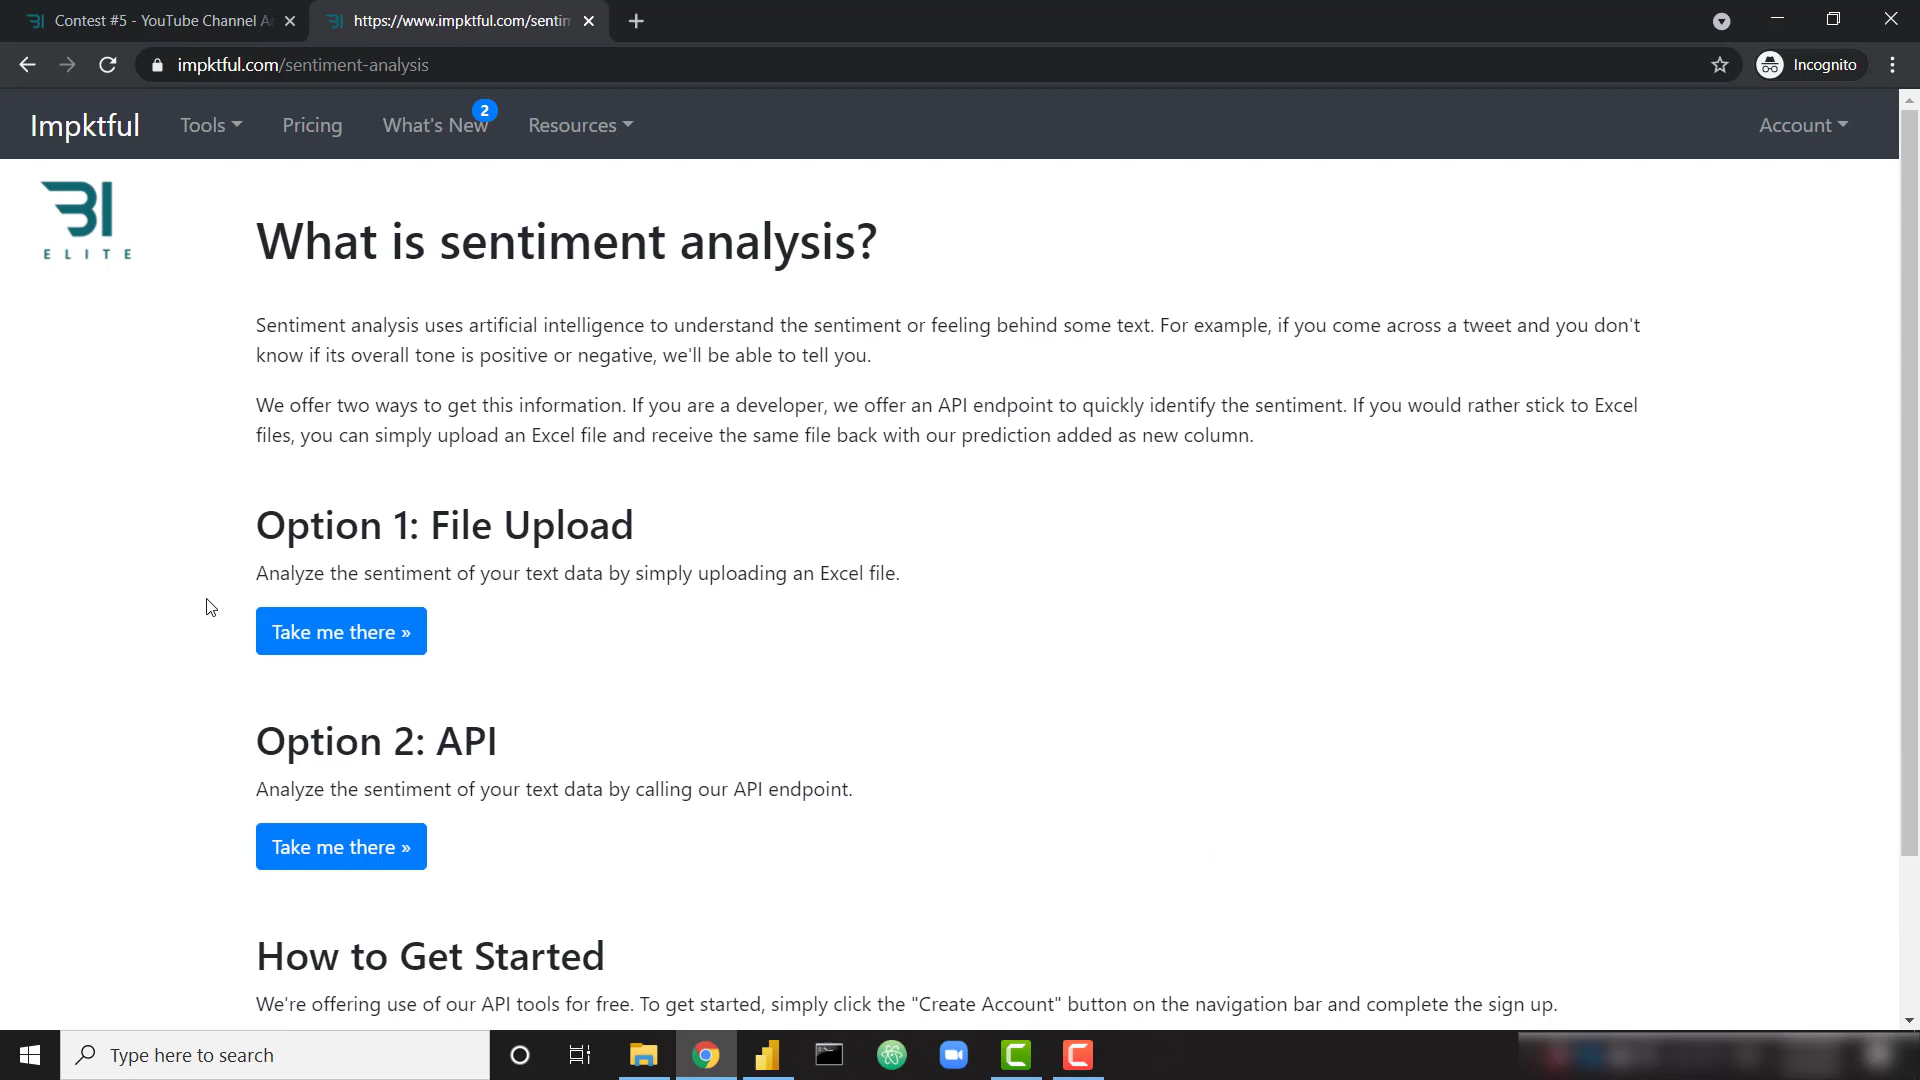 Contest #5 - YouTube Channel A
https://www.impktful.com/sentin
impktful.com/sentiment-analysis
Incognito
Impktful
Tools
Pricing
What's New
2
Resources
Account
BI
ELITE
What is sentiment analysis?
Sentiment analysis uses artificial intelligence to understand the sentiment or feeling behind some text. For example, if you come across a tweet and you don't
know if its overall tone is positive or negative, we'll be able to tell you.
We offer two ways to get this information. If you are a developer, we offer an API endpoint to quickly identify the sentiment. If you would rather stick to Excel
files, you can simply upload an Excel file and receive the same file back with our prediction added as new column.
Option 1: File Upload
Analyze the sentiment of your text data by simply uploading an Excel file.
Take me there »
Option 2: API
Analyze the sentiment of your text data by calling our API endpoint.
Take me there »
How to Get Started
We're offering use of our API tools for free. To get started, simply click the "Create Account" button on the navigation bar and complete the sign up.
Type here to search